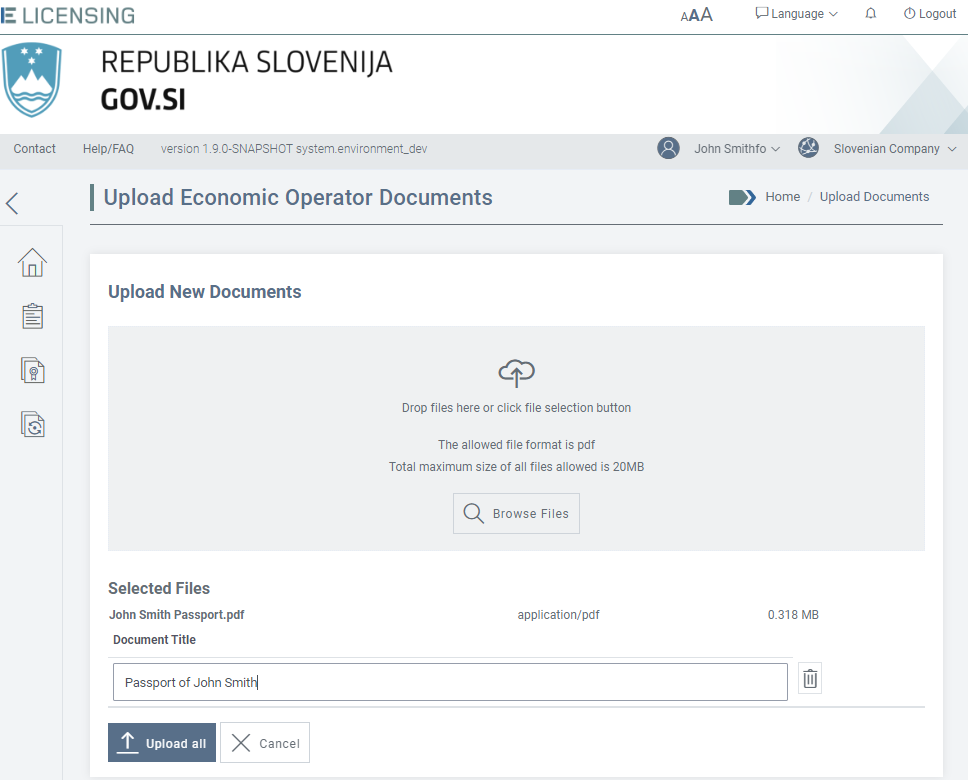 E LICENSING
AAA
Language
Logout
REPUBLIKA SLOVENIJA
GOV.SI
Contact
Help/FAQ
version 1.9.0-SNAPSHOT system.environment_dev
John Smithfo
Slovenian Company
Upload Economic Operator Documents
Home / Upload Documents
Upload New Documents
Drop files here or click file selection button
The allowed file format is pdf
Total maximum size of all files allowed is 20MB
Browse Files
Selected Files
John Smith Passport.pdf application/pdf 0.318 MB
Document Title
Passport of John Smith
Upload all
Cancel